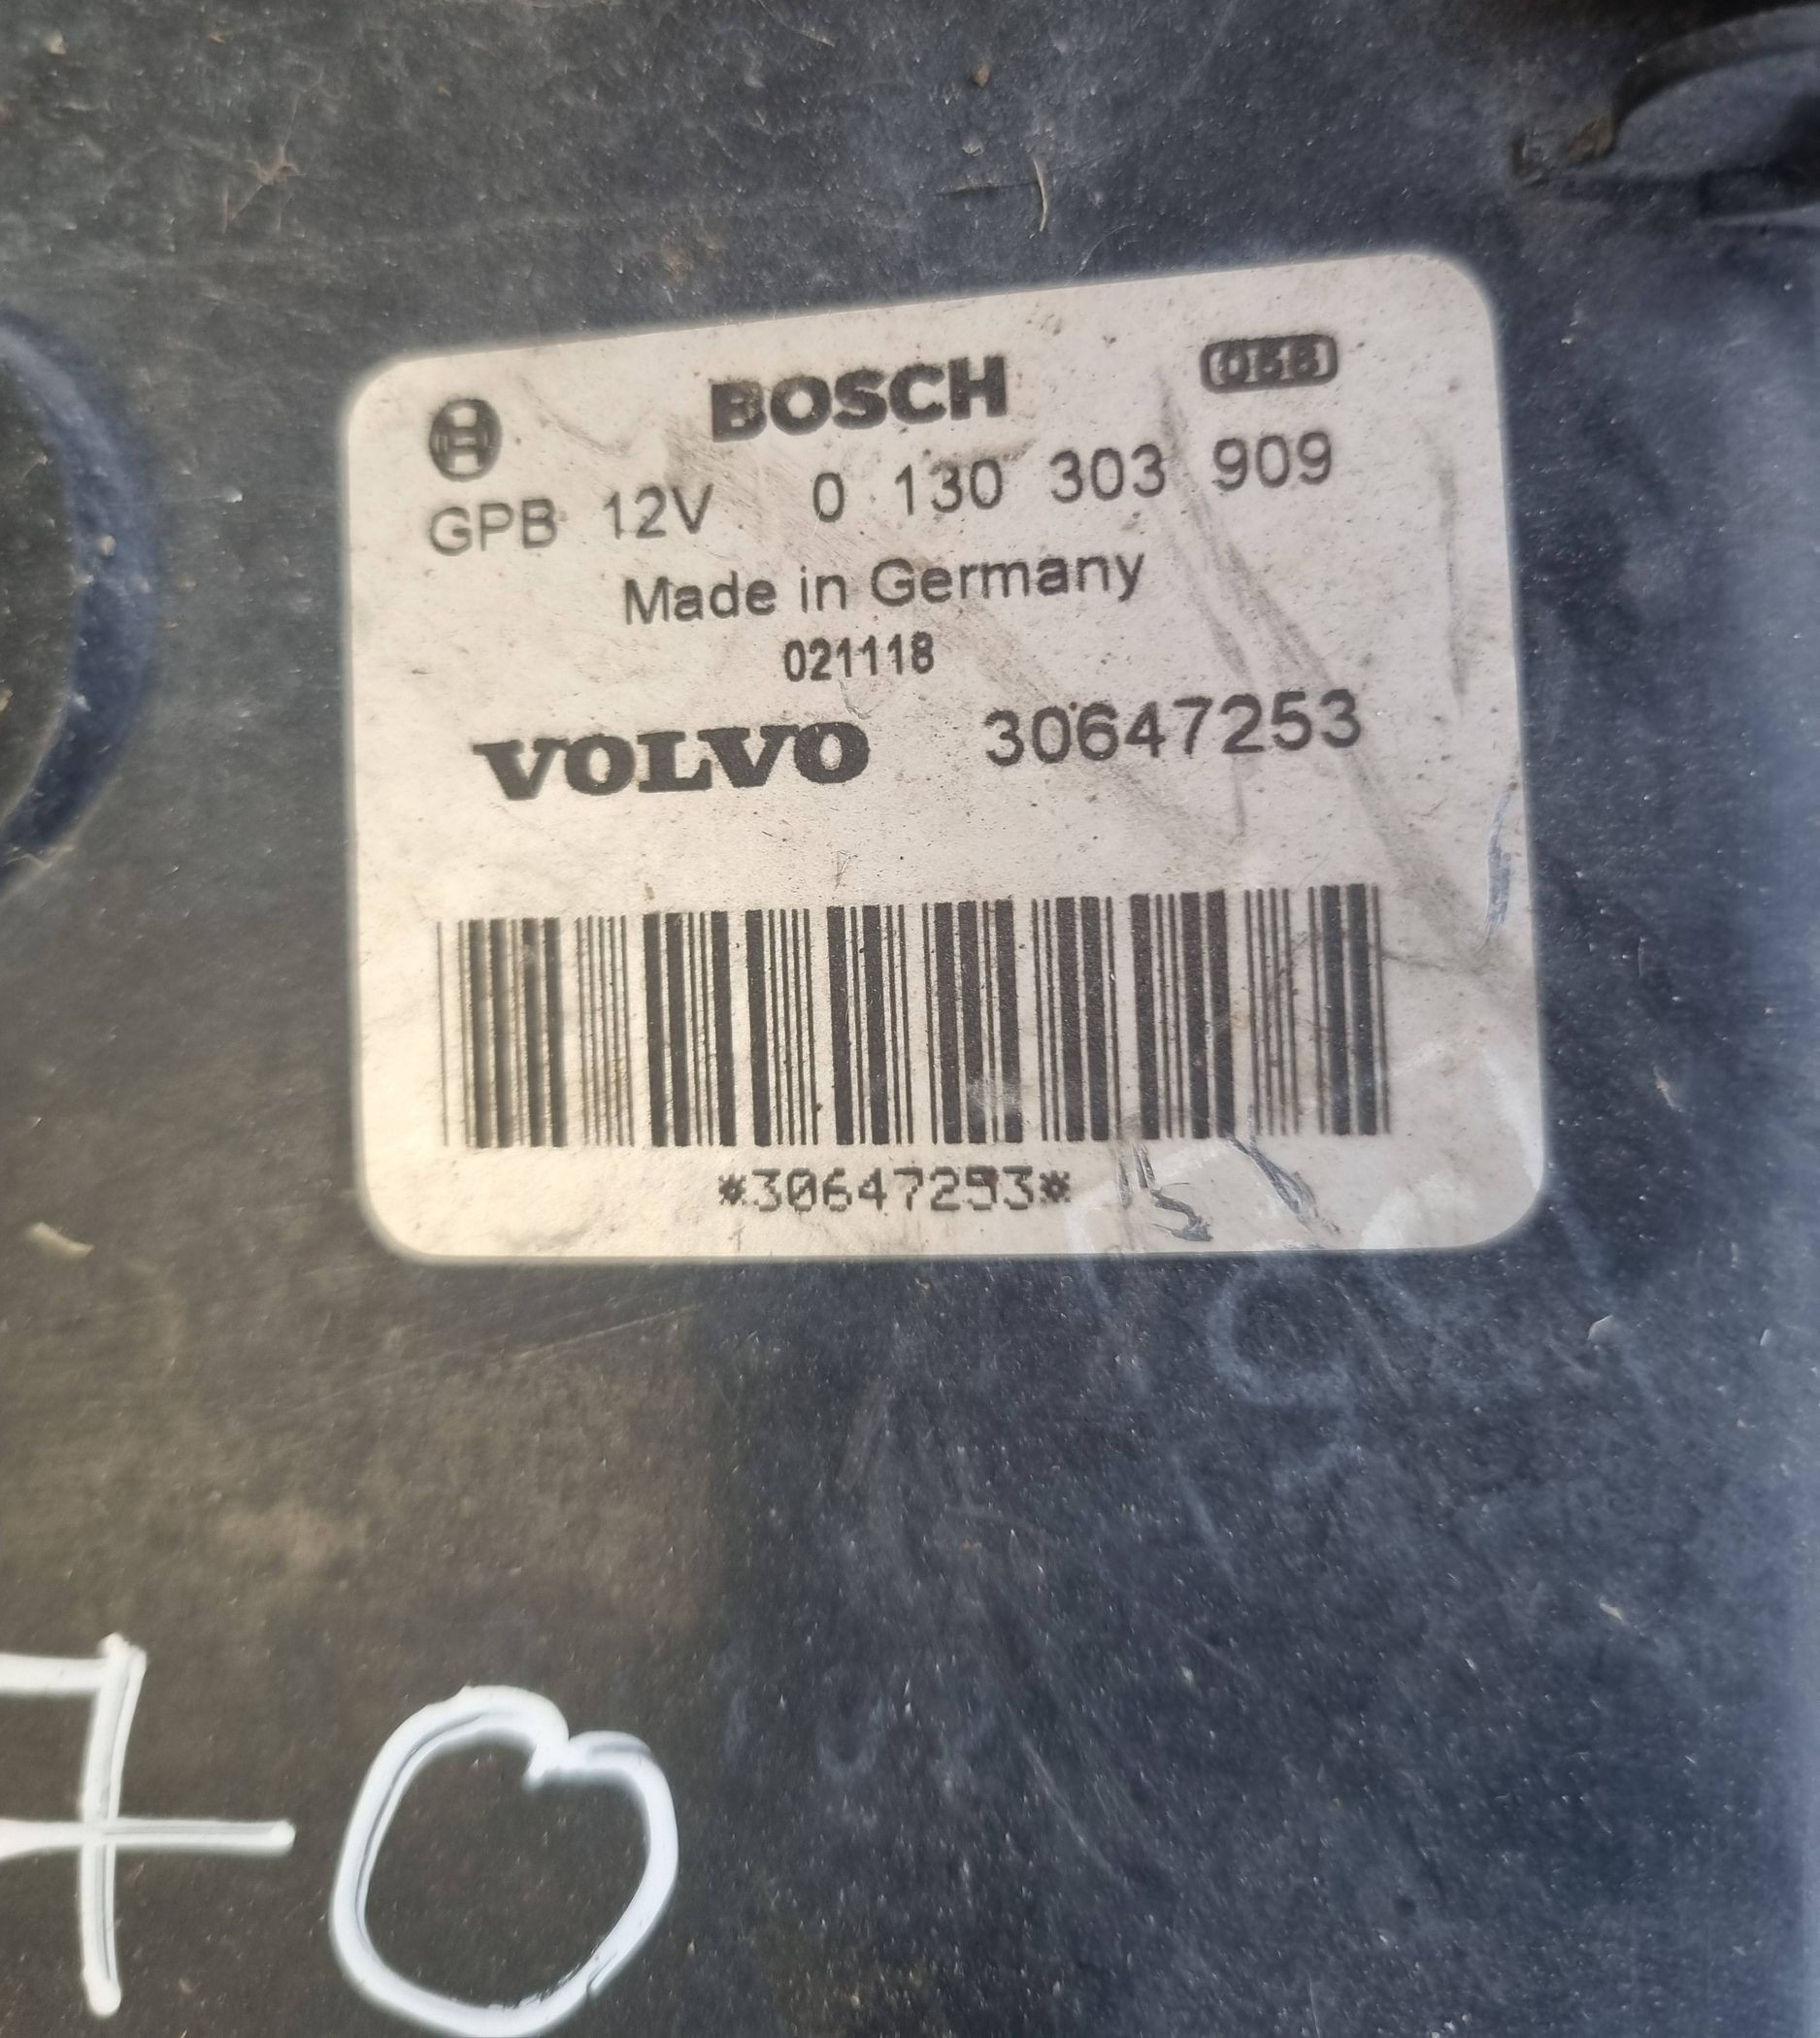 BOSCH
GPB 12V 0 130 303 909
Made in Germany
021118
VOLVO 30647253
*30647253*
70